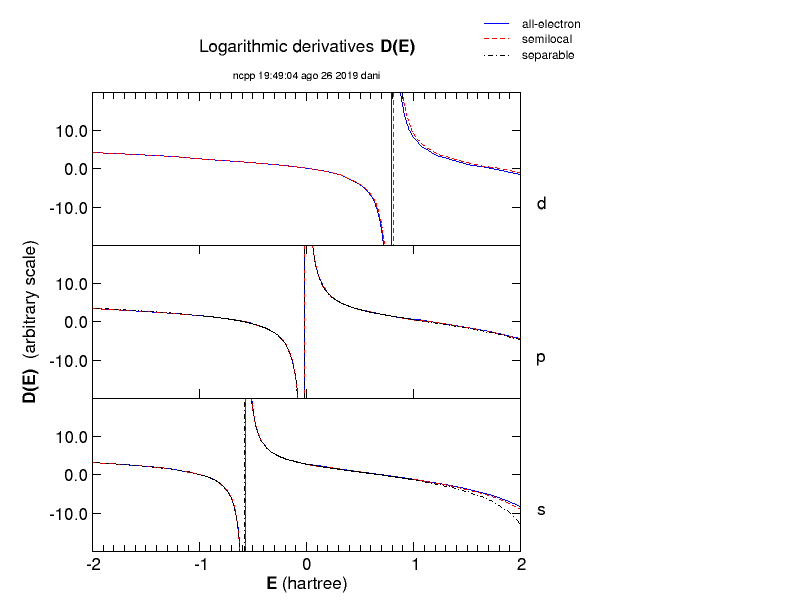 all-electron
semilocal
separable
Logarithmic derivatives D(E)
ncpp 19:49:04 ago 26 2019 dani
10.0
0.0
-10.0
d
10.0
0.0
-10.0
p
10.0
0.0
-10.0
s
D(E) (arbitrary scale)
-2 -1 0 1 2
E (hartree)